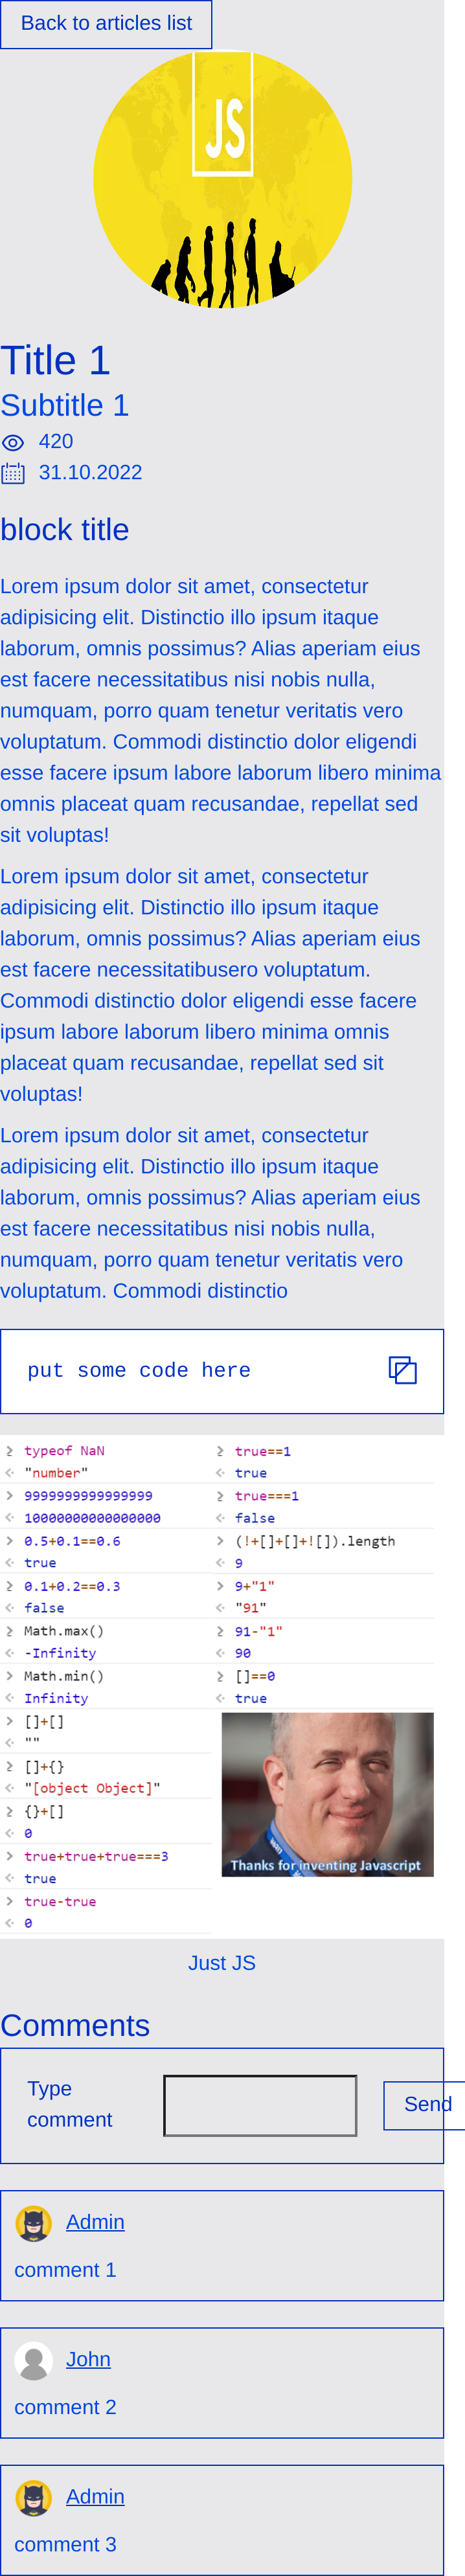 Back to articles list
JS
Title 1
Subtitle 1
420
31.10.2022
block title
Lorem ipsum dolor sit amet, consectetur
adipisicing elit. Distinctio illo ipsum itaque
laborum, omnis possimus? Alias aperiam eius
est facere necessitatibus nisi nobis nulla,
numquam, porro quam tenetur veritatis vero
voluptatum. Commodi distinctio dolor eligendi
esse facere ipsum labore laborum libero minima
omnis placeat quam recusandae, repellat sed
sit voluptas!
Lorem ipsum dolor sit amet, consectetur
adipisicing elit. Distinctio illo ipsum itaque
laborum, omnis possimus? Alias aperiam eius
est facere necessitatibusero voluptatum.
Commodi distinctio dolor eligendi esse facere
ipsum labore laborum libero minima omnis
placeat quam recusandae, repellat sed sit
voluptas!
Lorem ipsum dolor sit amet, consectetur
adipisicing elit. Distinctio illo ipsum itaque
laborum, omnis possimus? Alias aperiam eius
est facere necessitatibus nisi nobis nulla,
numquam, porro quam tenetur veritatis vero
voluptatum. Commodi distinctio
put some code here
> typeof NaN
"number"
> 9999999999999999
10000000000000000
> 0.5+0.1==0.6
true
> 0.1+0.2==0.3
false
> Math.max()
-Infinity
> Math.min()
Infinity
> []+[]
""
> []+{}
"[object Object]"
> {}+[]
0
> true+true+true===3
true
> true-true
0
> true==1
true
> true===1
false
> (!+[]+[]+![]).length
9
> 9+"1"
"91"
> 91-"1"
90
> []==0
true
Thanks for inventing Javascript
Just JS
Comments
Type
comment
Send
Admin
comment 1
John
comment 2
Admin
comment 3